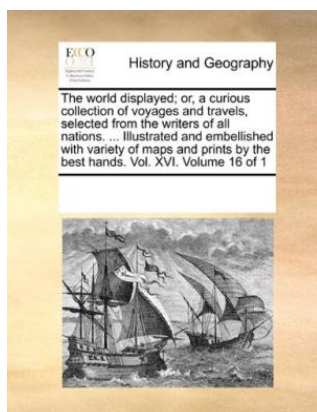 ECCO
History and Geography
The world displayed; or, a curious
collection of voyages and travels,
selected from the writers of all
nations. ... Illustrated and embellished
with variety of maps and prints by the
best hands. Vol. XVI. Volume 16 of 1